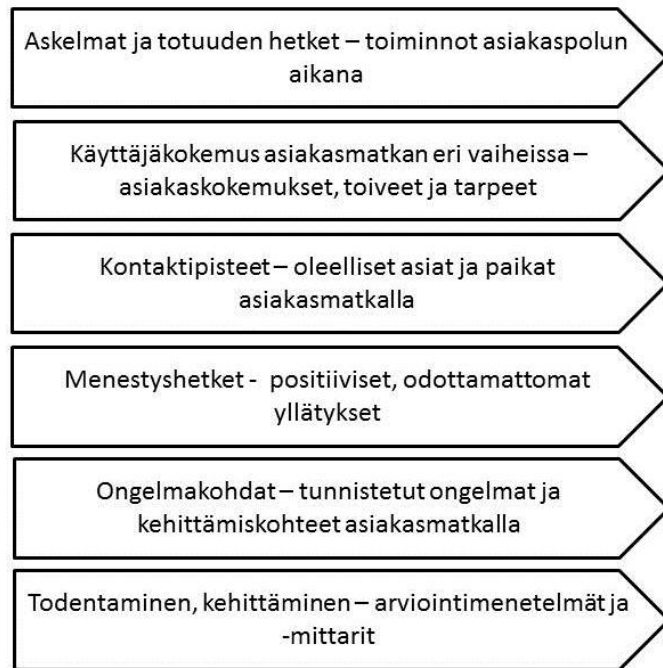 Askelmat ja totuuden hetket – toiminnot asiakaspolun
aikana
Käyttäjäkokemus asiakasmatkan eri vaiheissa –
asiakaskokemukset, toiveet ja tarpeet
Kontaktipisteet – oleelliset asiat ja paikat
asiakasmatkalla
Menestyshetket -  positiiviset, odottamattomat
yllätykset
Ongelmakohdat – tunnistetut ongelmat ja
kehittämiskohteet asiakasmatkalla
Todentaminen, kehittäminen – arviointimenetelmät ja
-mittarit